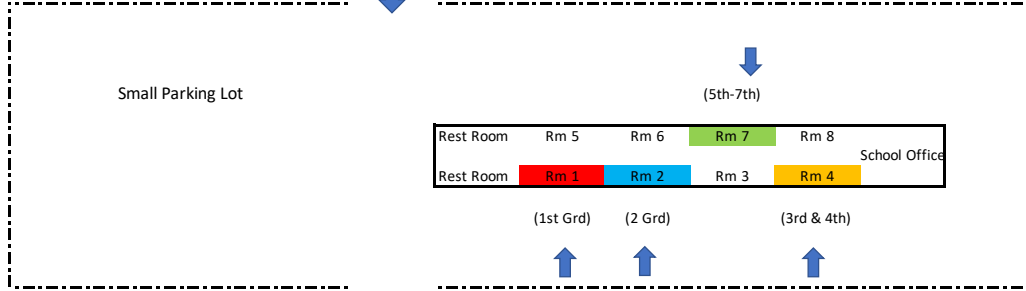 Small Parking Lot
(5th-7th)
Rest Room Rm 5 Rm 6 Rm 7 Rm 8
School Office
Rest Room Rm 1 Rm 2 Rm 3 Rm 4
(1st Grd) (2 Grd) (3rd & 4th)